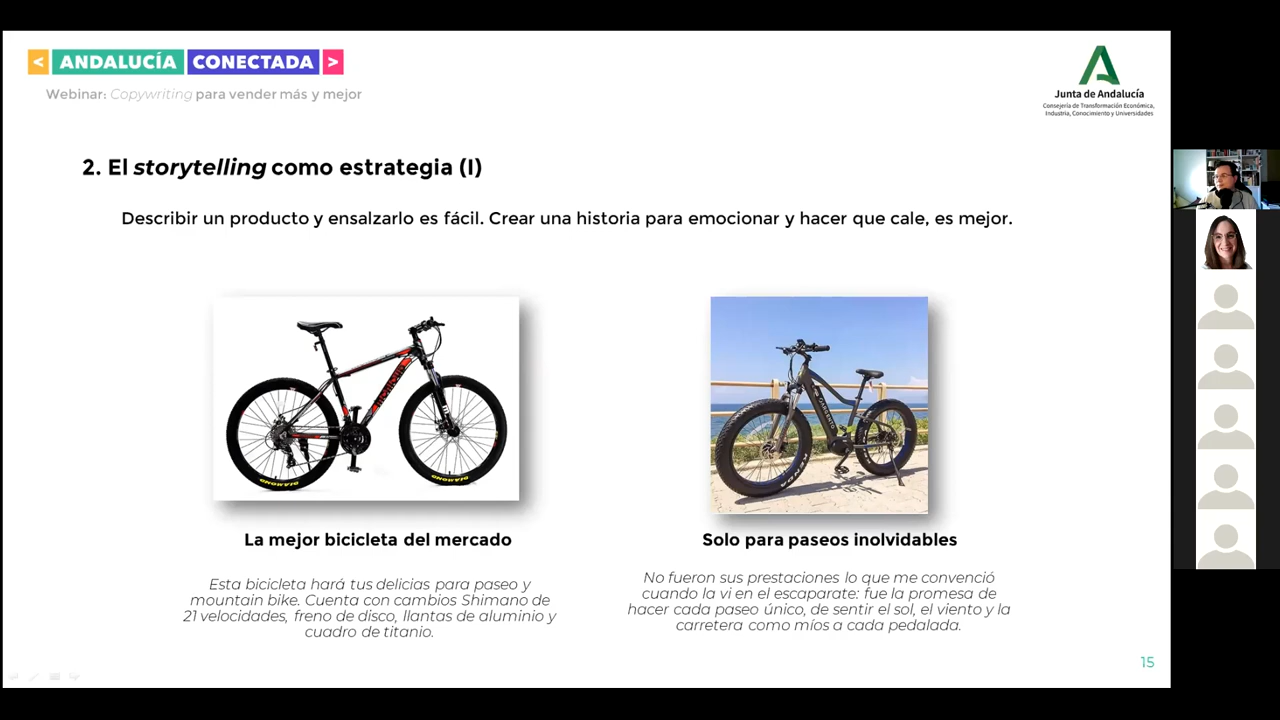 < ANDALUCÍA CONECTADA >
Webinar: Copywriting para vender más y mejor
Junta de Andalucía
Consejería de Transformación Económica,
Industria, Conocimiento y Universidades
2. El storytelling como estrategia (I)
Describir un producto y ensalzarlo es fácil. Crear una historia para emocionar y hacer que cale, es mejor.
La mejor bicicleta del mercado
Esta bicicleta hará tus delicias para paseo y
mountain bike. Cuenta con cambios Shimano de
21 velocidades, freno de disco, llantas de aluminio y
cuadro de titanio.
KENDA
Solo para paseos inolvidables
No fueron sus prestaciones lo que me convenció
cuando la vi en el escaparate: fue la promesa de
hacer cada paseo único, de sentir el sol, el viento y la
carretera como míos a cada pedalada.
15